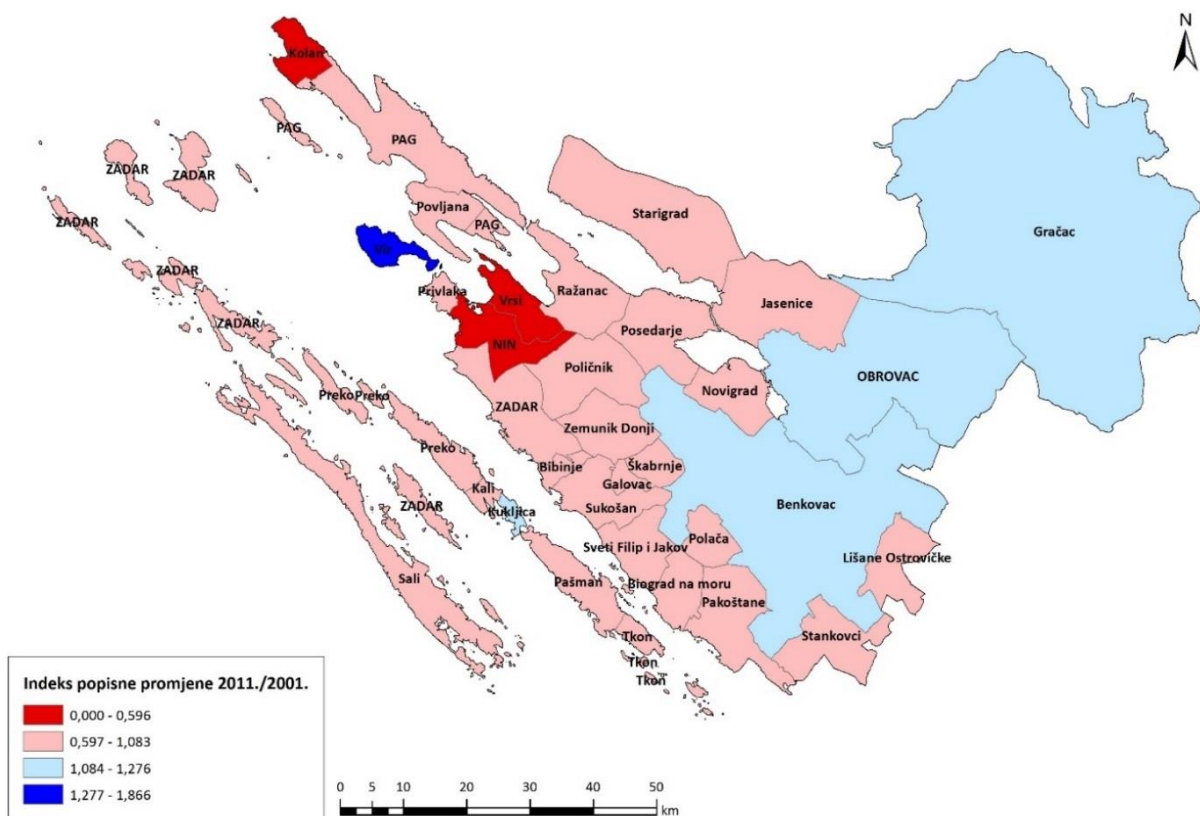 N
Kolan
PAG
PAG
ZADAR
ZADAR
ZADAR
Starigrad
Povljana
PAG
Gračac
Vir
ZADAR
Privlaka
Vrsi
Ražanac
Jasenice
ZADAR
Posedarje
NIN
Poličnik
OBROVAC
Novigrad
Preko
Preko
ZADAR
Zemunik Donji
Preko
Bibinje
Škabrnje
Galovac
Kali
ZADAR
Kukljica
Sukošan
Benkovac
Polača
Sveti Filip i Jakov
Lišane Ostrovičke
Sali
Pašman
Biograd na moru
Pakoštane
Tkon
Stankovci
Tkon
Tkon
Indeks popisne promjene 2011./2001.
0,000 - 0,596
0,597 - 1,083
1,084 - 1,276
1,277 - 1,866
0 5 10 20 30 40 50
km